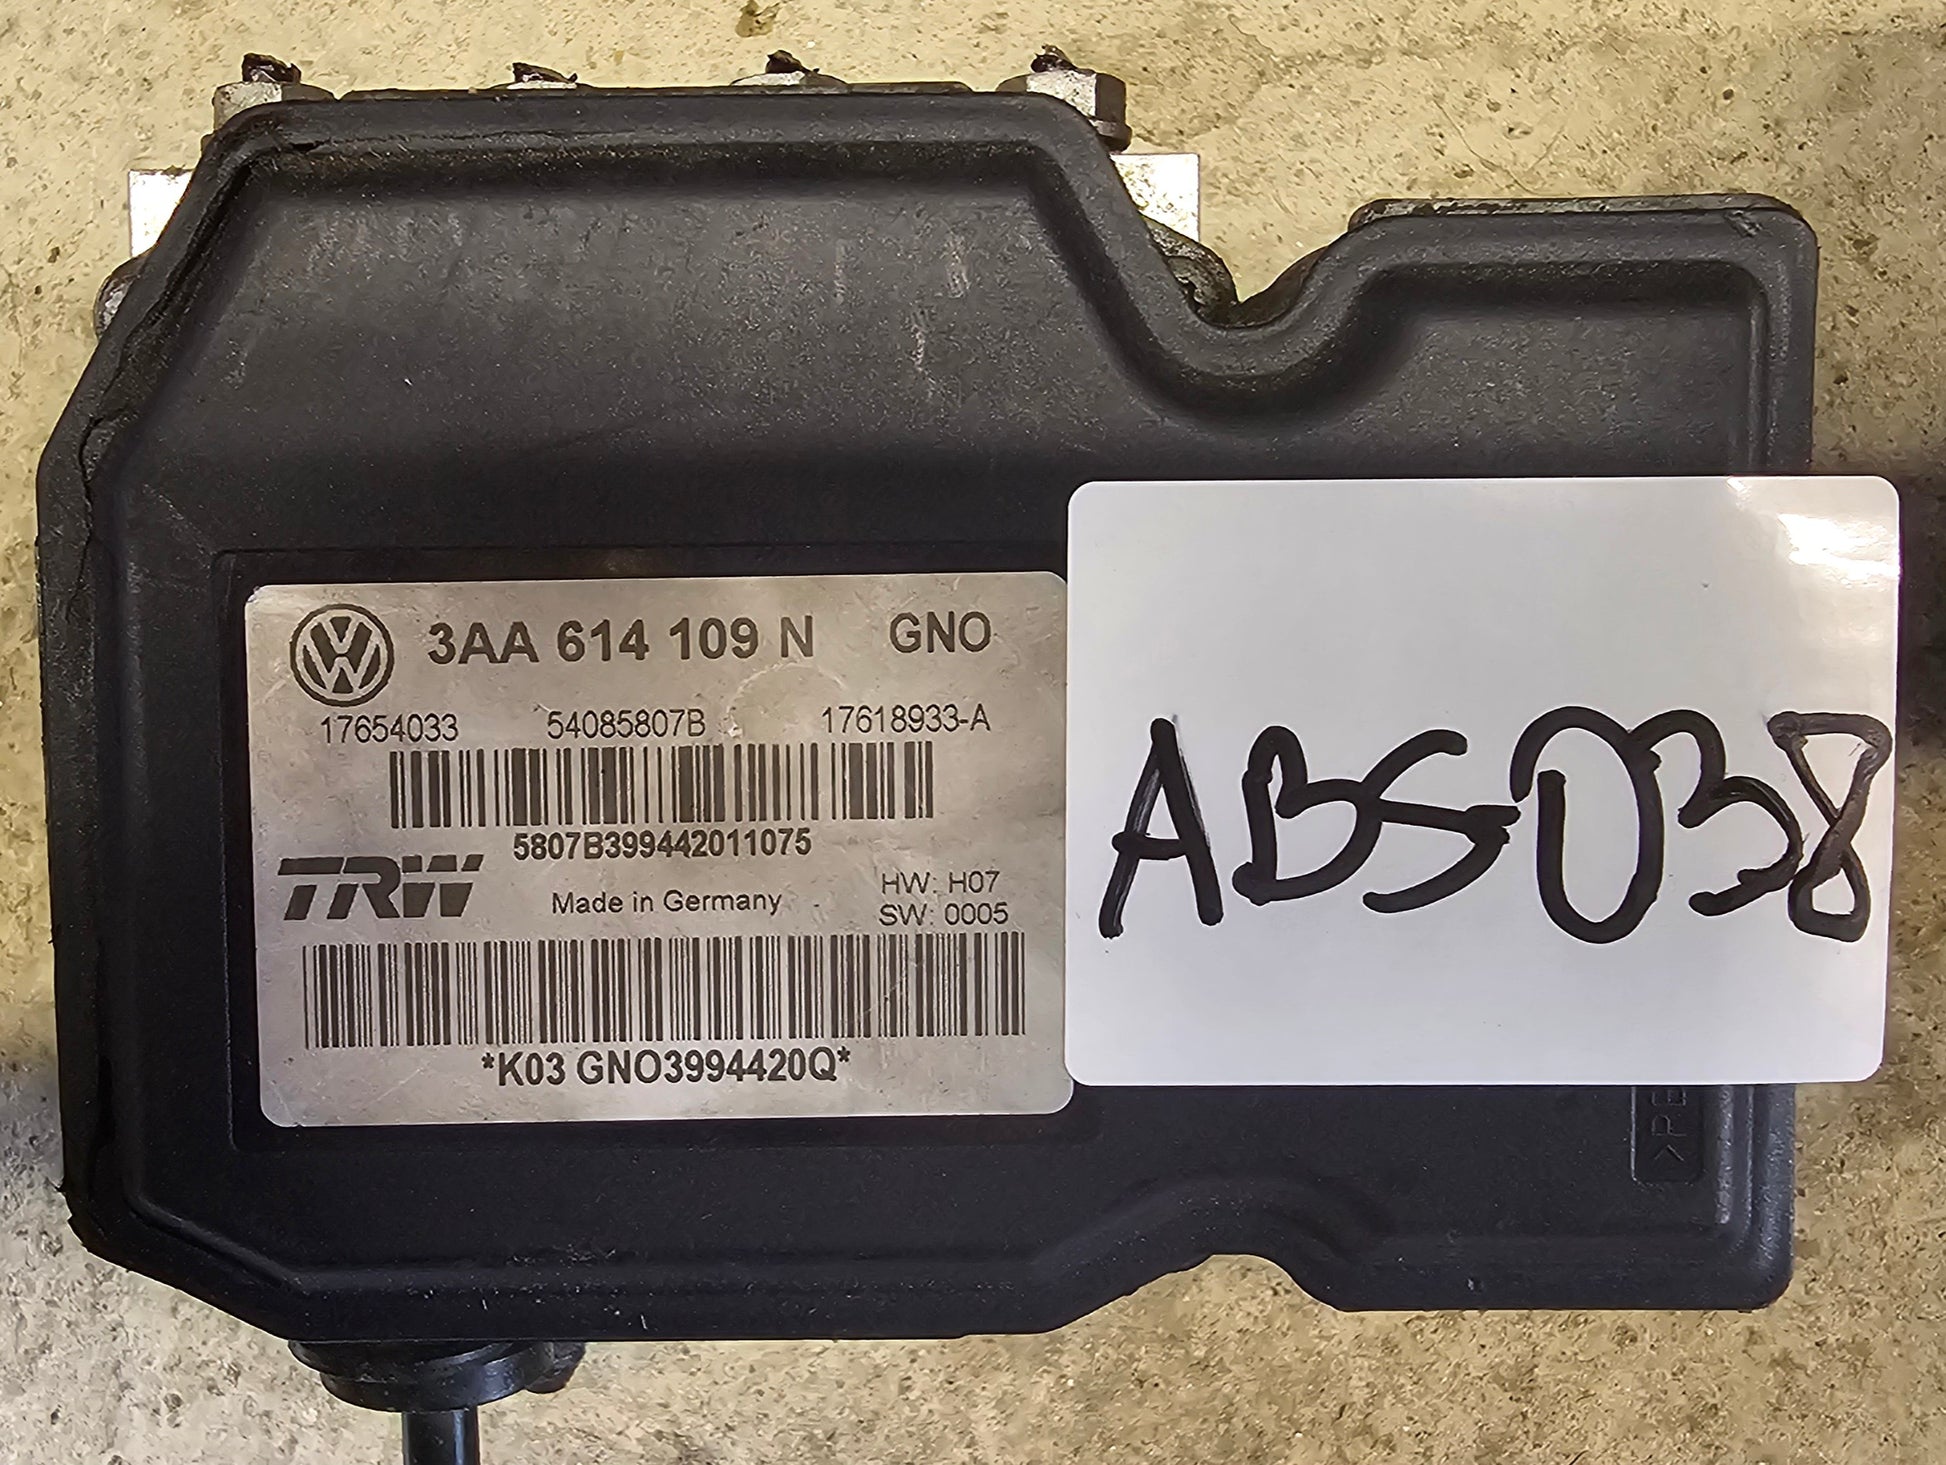 3AA 614 109 N GNO
17654033 54085807B 17618933-A
5807B399442011075
TRW
Made in Germany
HW: H07
SW: 0005
*K03 GNO3994420Q*
ABS038
>PB